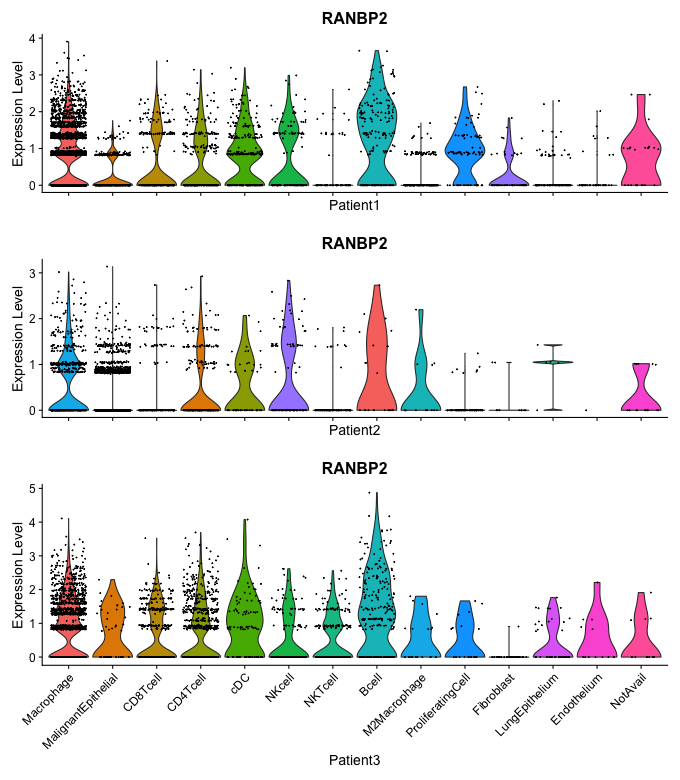 RANBP2
Expression Level
4
3
2
1
0
Patient1
RANBP2
Expression Level
3
2
1
0
Patient2
RANBP2
Expression Level
5
4
3
2
1
0
Macrophage
MalignantEpithelial
CD8Tcell
CD4Tcell
cDC
NKcell
NKTcell
Bcell
M2Macrophage
ProliferatingCell
Fibroblast
LungEpithelium
Endothelium
NotAvail
Patient3